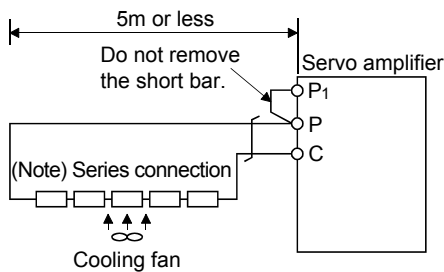 5m or less
Do not remove
the short bar.
Servo amplifier
P1
P
C
(Note) Series connection
Cooling fan